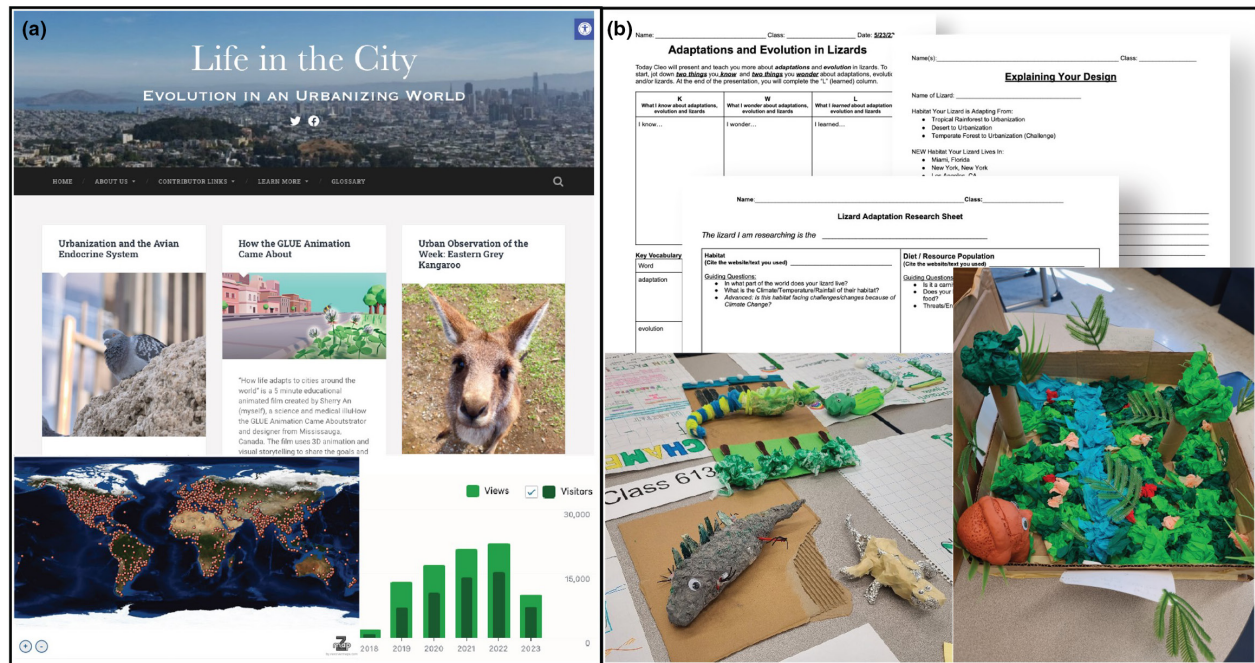 (a)
Life in the City
EVOLUTION IN AN URBANIZING WORLD
HOME / ABOUT US / CONTRIBUTOR LINKS / LEARN MORE / GLOSSARY
Urbanization and the Avian
Endocrine System
How the GLUE Animation
Came About
"How life adapts to cities around the
world" is a 5 minute educational
animated film created by Sherry An
(myself), a science and medical illuHow
the GLUE Animation Came Aboutstrator
and designer from Mississauga,
Canada. The film uses 3D animation and
visual storytelling to share the goals and
Urban Observation of the
Week: Eastern Grey
Kangaroo
Views
Visitors
30,000
15,000
0
2018 2019 2020 2021 2022 2023
map
(b)
Name: Class: Date: 5/23/2
Adaptations and Evolution in Lizards
Today Cleo will present and teach you more about adaptations and evolution in lizards. To
start, jot down two things you know and two things you wonder about adaptations, evoluti
and/or lizards. At the end of the presentation, you will complete the "L" (learned) column.
K
What I know about adaptations,
evolution and lizards
W
What I wonder about adaptations,
evolution and lizards
L
What I learned about adaptation
evolution and lizards
I know…
I wonder…
I learned…
Key Vocabulary
Word
adaptation
evolution
Name(s): Class:
Explaining Your Design
Name of Lizard:
Habitat Your Lizard is Adapting From:
• Tropical Rainforest to Urbanization
• Desert to Urbanization
• Temperate Forest to Urbanization (Challenge)
NEW Habitat Your Lizard Lives In:
• Miami, Florida
• New York, New York
• Los Angeles, CA
Name: Class:
Lizard Adaptation Research Sheet
The lizard I am researching is the
Habitat
(Cite the website/text you used)
Guiding Questions:
• In what part of the world does your lizard live?
• What is the Climate/Temperature/Rainfall of their habitat?
• Advanced: Is this habitat facing challenges/changes because of
Climate Change?
Diet / Resource Population
(Cite the website/text you used)
Guiding Questions
• Is it a carni
• Does your
food?
• Threats/En
CHAME
Class 613